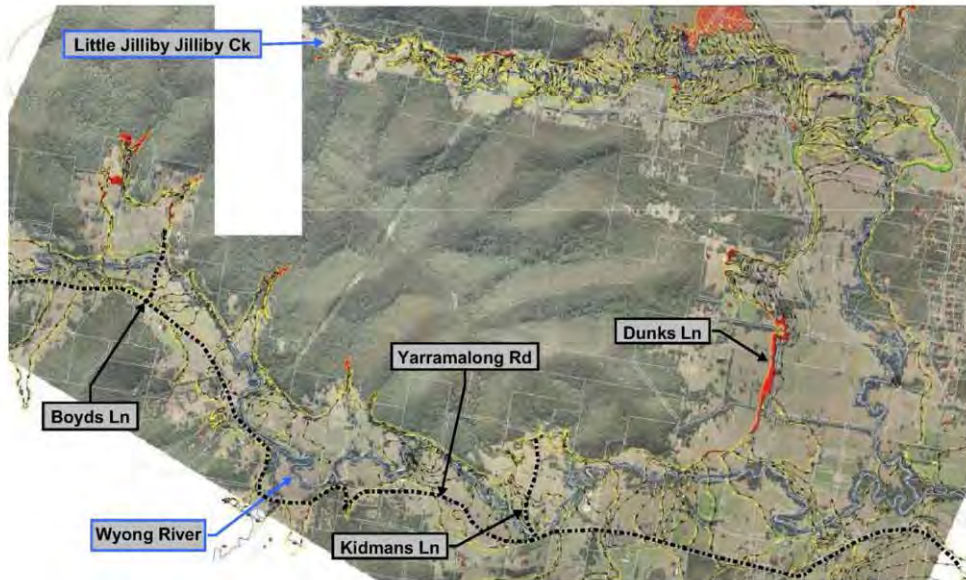 Little Jilliby Jilliby Ck
Dunks Ln
Yarramalong Rd
Boyds Ln
Wyong River
Kidmans Ln